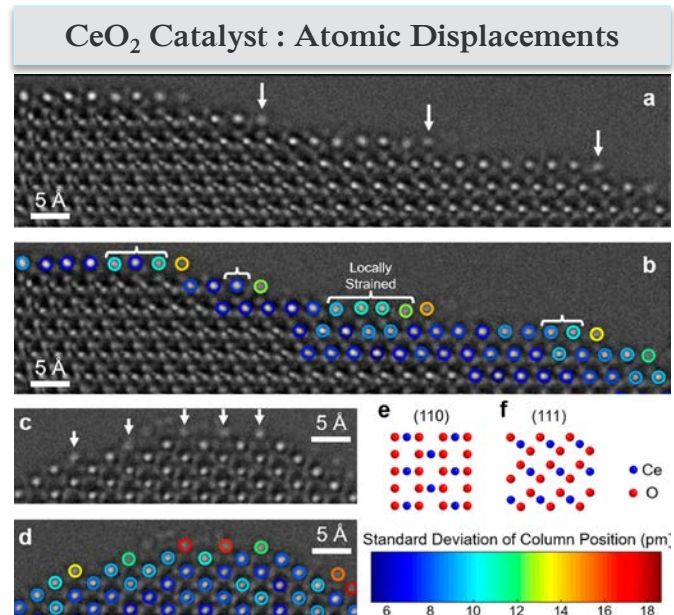 CeO₂ Catalyst : Atomic Displacements
a
5 Å
b
Locally
Strained
5 Å
c
5 Å
e
(110)
f
(111)
Ce
O
d
5 Å
Standard Deviation of Column Position (pm)
6 8 10 12 14 16 18